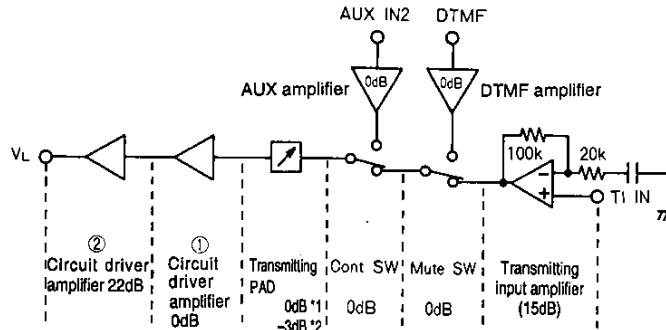 AUX IN2
DTMF
0dB
0dB
AUX amplifier
DTMF amplifier
100k
20k
VL
T1 IN
②
Circuit driver
amplifier 22dB
①
Circuit
driver
amplifier
0dB
Transmitting
PAD
0dB *1
-3dB *2
Cont SW
0dB
Mute SW
0dB
Transmitting
input amplifier
(15dB)